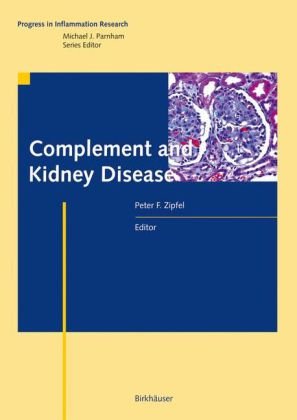 Progress in Inflammation Research
Michael J. Parnham
Series Editor
Complement and
Kidney Disease
Peter F. Zipfel
Editor
Birkhäuser